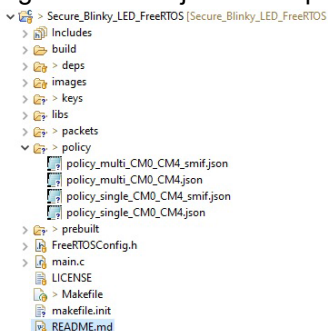 > Secure_Blinky_LED_FreeRTOS [Secure_Blinky_LED_FreeRTOS
Includes
build
> deps
images
> keys
libs
> packets
> policy
policy_multi_CM0_CM4_smif.json
policy_multi_CM0_CM4.json
policy_single_CM0_CM4_smif.json
policy_single_CM0_CM4.json
> prebuilt
FreeRTOSConfig.h
main.c
LICENSE
> Makefile
makefile.init
README.md